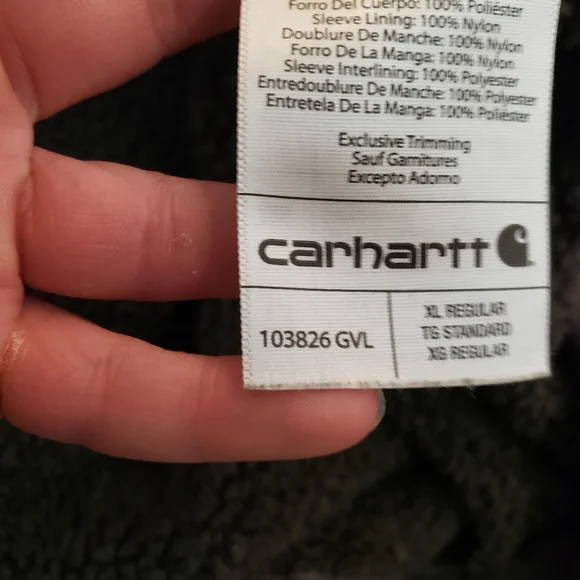 Forro Del Cuerpo: 100% Poliéster
Sleeve Lining: 100% Nylon
Doublure De Manche: 100% Nylon
Forro De La Manga: 100% Nylon
Sleeve Interlining: 100% Polyester
Entredoublure De Manche: 100% Polyester
Entretela De La Manga: 100% Poliéster
Exclusive Trimming
Sauf Garnitures
Excepto Adorno
carhartt
103826 GVL
XL REGULAR
TG STANDARD
XG REGULAR